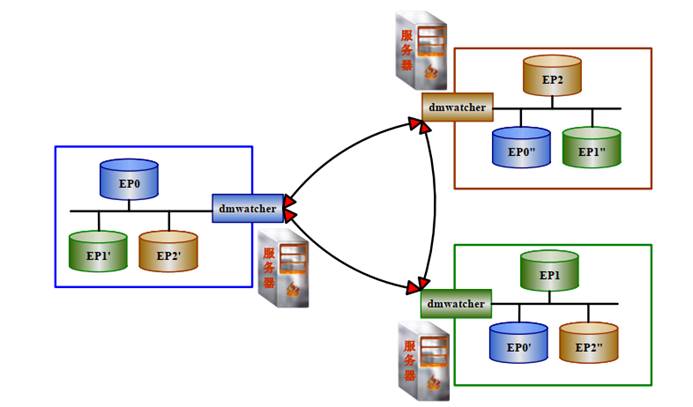 服务器
EP2
dmwatcher
EP0"
EP1"
EP0
dmwatcher
EP1'
EP2'
服务器
EP1
dmwatcher
EP0'
EP2"
服务器